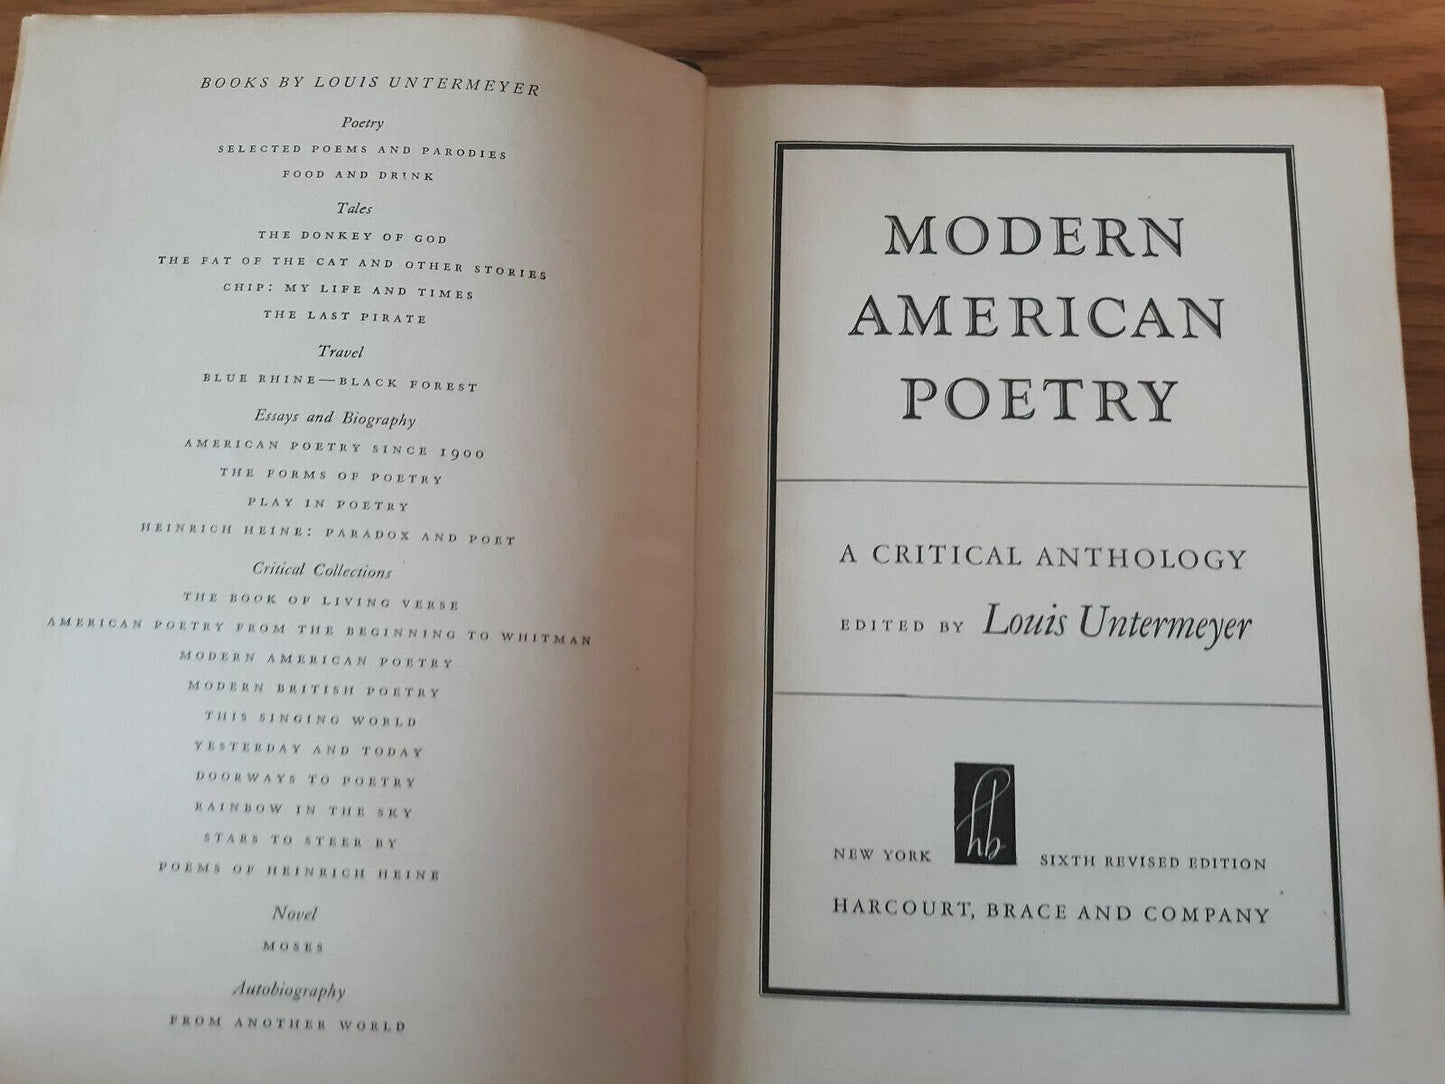 BOOKS BY LOUIS UNTERMEYER
Poetry
SELECTED POEMS AND PARODIES
FOOD AND DRINK
Tales
THE DONKEY OF GOD
THE FAT OF THE CAT AND OTHER STORIES
CHIP: MY LIFE AND TIMES
THE LAST PIRATE
Travel
BLUE RHINE—BLACK FOREST
Essays and Biography
AMERICAN POETRY SINCE 1900
THE FORMS OF POETRY
PLAY IN POETRY
HEINRICH HEINE: PARADOX AND POET
Critical Collections
THE BOOK OF LIVING VERSE
AMERICAN POETRY FROM THE BEGINNING TO WHITMAN
MODERN AMERICAN POETRY
MODERN BRITISH POETRY
THIS SINGING WORLD
YESTERDAY AND TODAY
DOORWAYS TO POETRY
RAINBOW IN THE SKY
STARS TO STEER BY
POEMS OF HEINRICH HEINE
Novel
MOSES
Autobiography
FROM ANOTHER WORLD
MODERN
AMERICAN
POETRY
A CRITICAL ANTHOLOGY
EDITED BY Louis Untermeyer
hb
NEW YORK SIXTH REVISED EDITION
HARCOURT, BRACE AND COMPANY